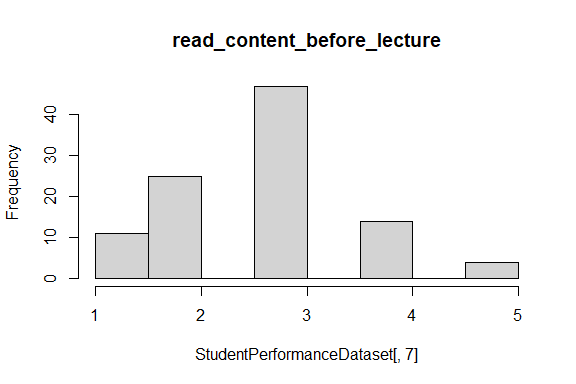 read_content_before_lecture
Frequency
40
30
20
10
0
1 2 3 4 5
StudentPerformanceDataset[, 7]